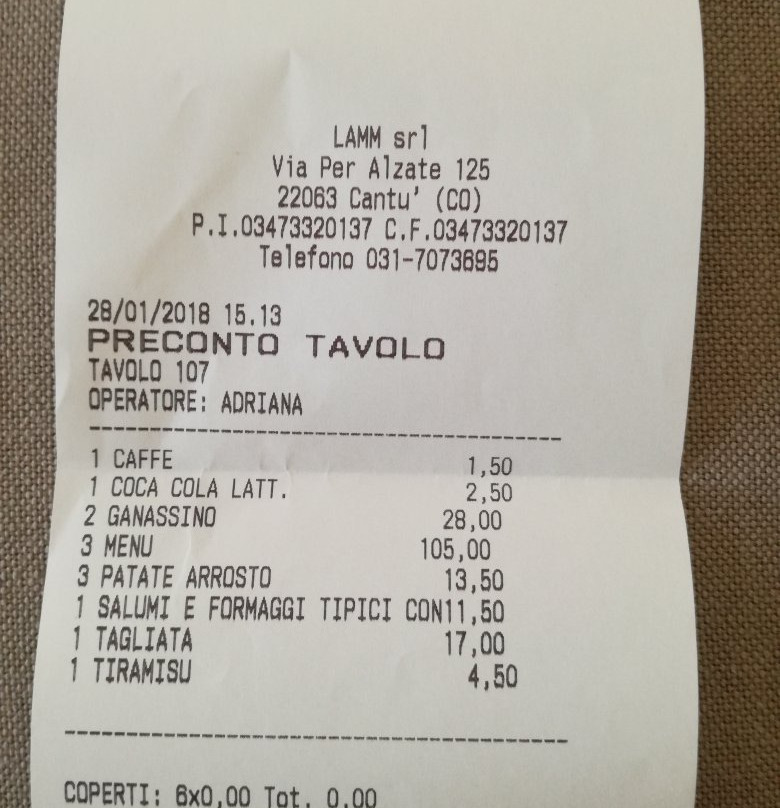 LAMM srl
Via Per Alzate 125
22063 Cantu' (CO)
P.I.03473320137 C.F.03473320137
Telefono 031-7073695
28/01/2018 15.13
PRECONTO TAVOLO
TAVOLO 107
OPERATORE: ADRIANA
1 CAFFE 1,50
1 COCA COLA LATT. 2,50
2 GANASSINO 28,00
3 MENU 105,00
3 PATATE ARROSTO 13,50
1 SALUMI E FORMAGGI TIPICI CON11,50
1 TAGLIATA 17,00
1 TIRAMISU 4,50
COPERTI: 6x0,00 Tot. 0,00